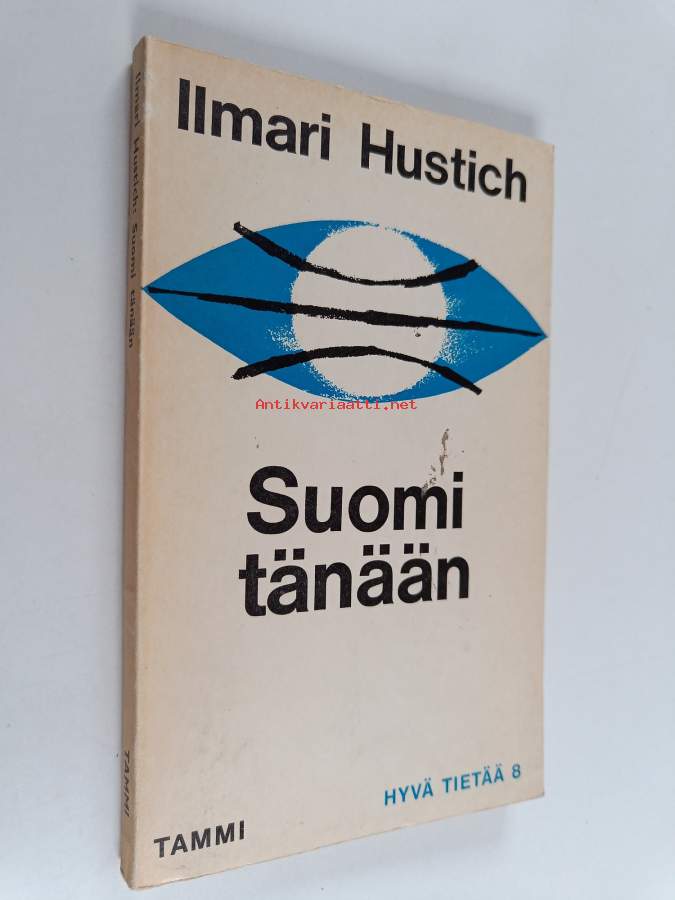 Ilmari Hustich
Antikvariaatti.net
Suomi
tänään
HYVÄ TIETÄÄ 8
TAMMI
Ilmari Hustich: Suomi tänään
TAMMI